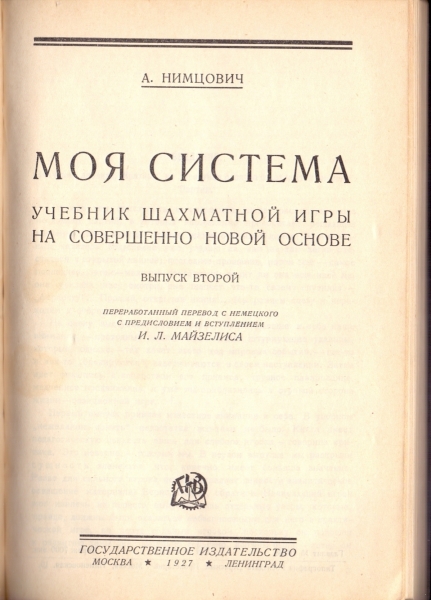 А. НИМЦОВИЧ
МОЯ СИСТЕМА
УЧЕБНИК ШАХМАТНОЙ ИГРЫ
НА СОВЕРШЕННО НОВОЙ ОСНОВЕ
ВЫПУСК ВТОРОЙ
ПЕРЕРАБОТАННЫЙ ПЕРЕВОД С НЕМЕЦКОГО
С ПРЕДИСЛОВИЕМ И ВСТУПЛЕНИЕМ
И. Л. МАЙЗЕЛИСА
ГОСУДАРСТВЕННОЕ ИЗДАТЕЛЬСТВО
МОСКВА ★ 1927 ★ ЛЕНИНГРАД